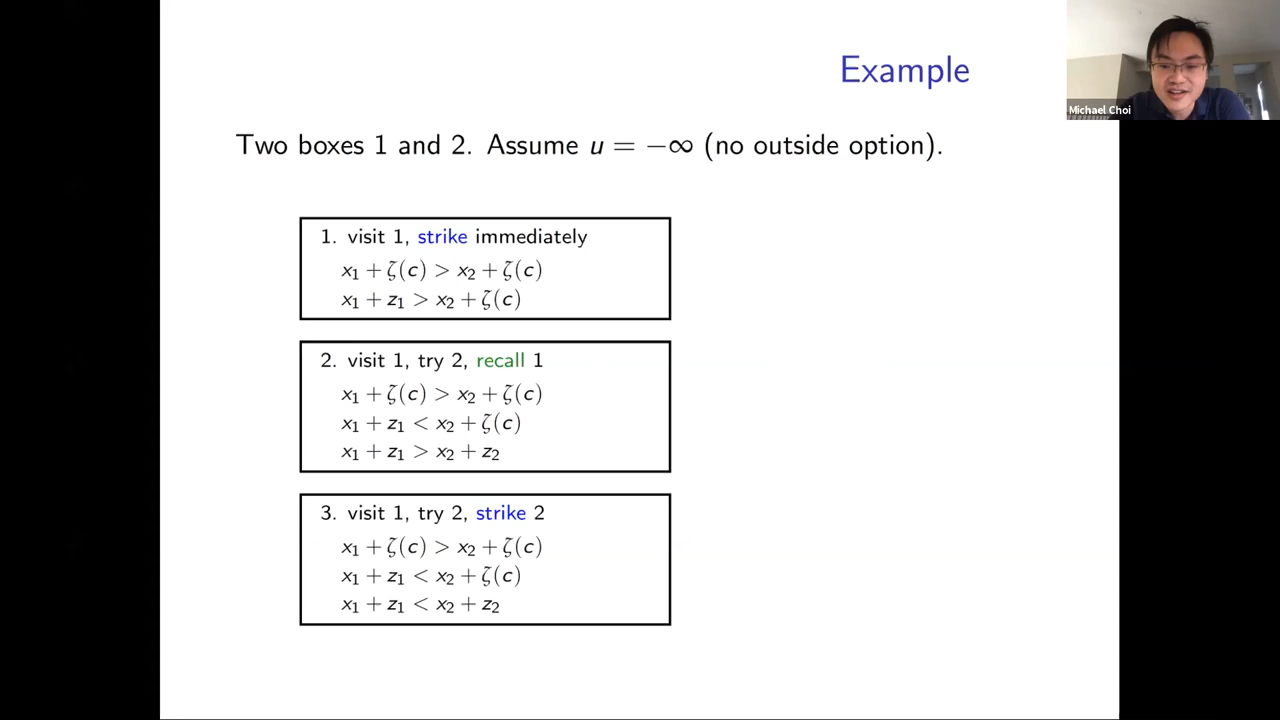 Example
Michael Choi
Two boxes 1 and 2. Assume u = −∞ (no outside option).
1. visit 1, strike immediately
x₁ + ζ(c) > x₂ + ζ(c)
x₁ + z₁ > x₂ + ζ(c)
2. visit 1, try 2, recall 1
x₁ + ζ(c) > x₂ + ζ(c)
x₁ + z₁ < x₂ + ζ(c)
x₁ + z₁ > x₂ + z₂
3. visit 1, try 2, strike 2
x₁ + ζ(c) > x₂ + ζ(c)
x₁ + z₁ < x₂ + ζ(c)
x₁ + z₁ < x₂ + z₂